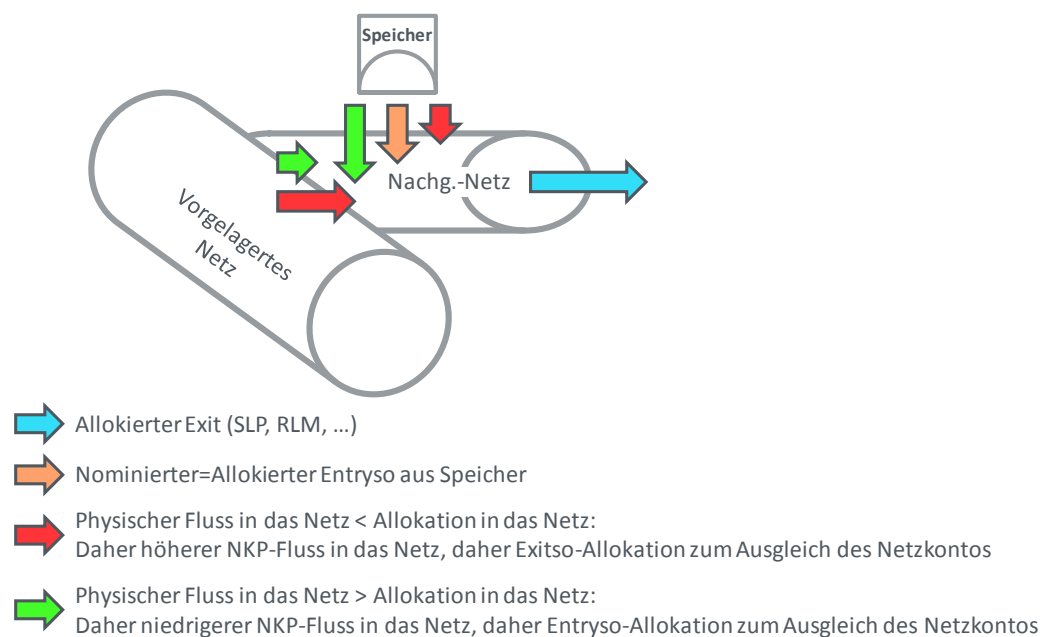 Speicher
Nachg.-Netz
Vorgelagertes
Netz
Allokierter Exit (SLP, RLM, ...)
Nominierter=Allokierter Entryso aus Speicher
Physischer Fluss in das Netz < Allokation in das Netz:
Daher höherer NKP-Fluss in das Netz, daher Exitso-Allokation zum Ausgleich des Netzkontos
Physischer Fluss in das Netz > Allokation in das Netz:
Daher niedrigerer NKP-Fluss in das Netz, daher Entryso-Allokation zum Ausgleich des Netzkontos